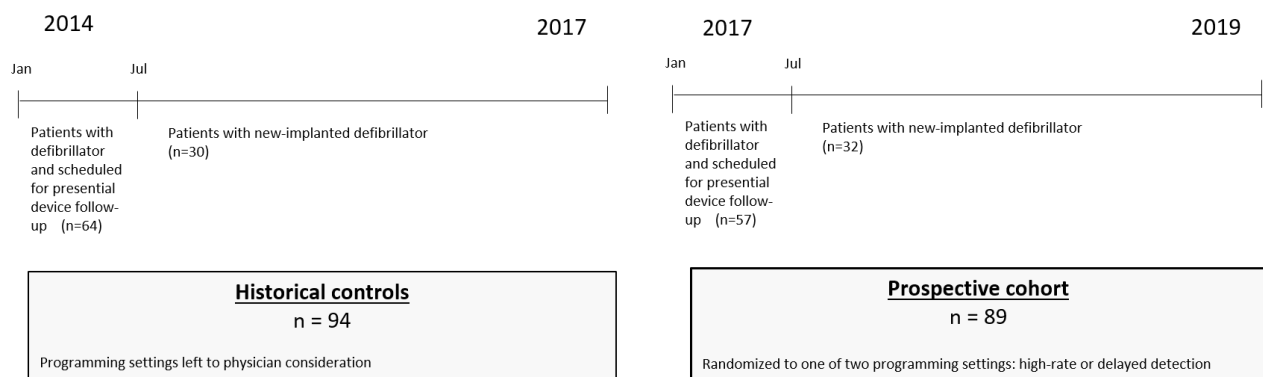 2014
2017
Jan
Jul
Patients with
defibrillator
and scheduled
for presential
device follow-
up (n=64)
Patients with new-implanted defibrillator
(n=30)
Historical controls
n = 94
Programming settings left to physician consideration
2017
2019
Jan
Jul
Patients with
defibrillator
and scheduled
for presential
device follow-
up (n=57)
Patients with new-implanted defibrillator
(n=32)
Prospective cohort
n = 89
Randomized to one of two programming settings: high-rate or delayed detection